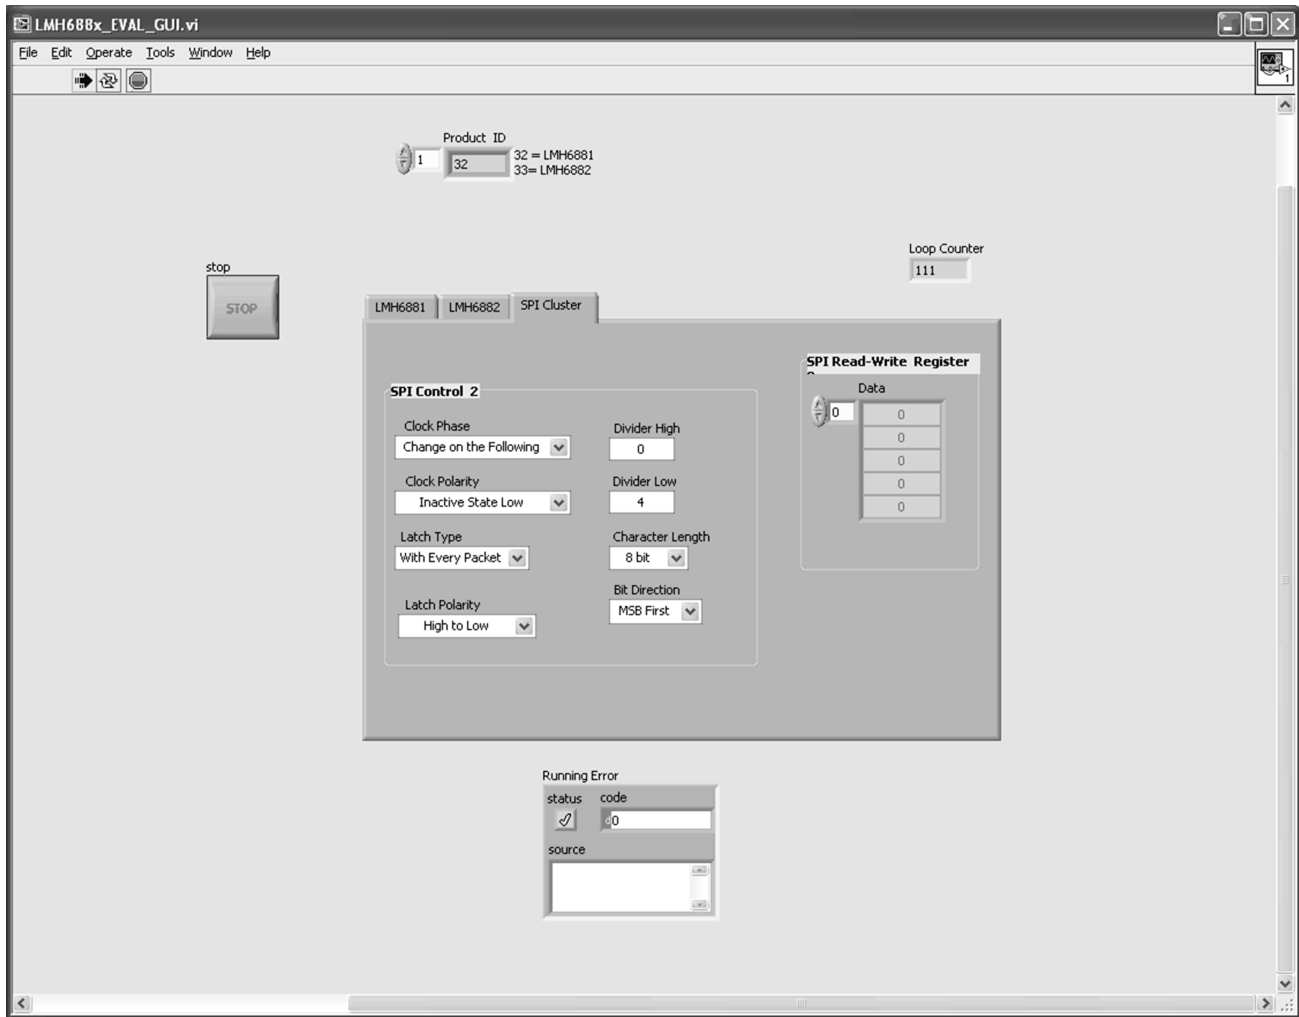 LMH688x_EVAL_GUI.vi
File Edit Operate Tools Window Help
1
Product ID
1
32
32 = LMH6881
33= LMH6882
Loop Counter
111
stop
STOP
LMH6881 LMH6882 SPI Cluster
SPI Control 2
Clock Phase
Change on the Following
Clock Polarity
Inactive State Low
Latch Type
With Every Packet
Latch Polarity
High to Low
Divider High
0
Divider Low
4
Character Length
8 bit
Bit Direction
MSB First
SPI Read-Write Register
Data
0
0
0
0
0
0
Running Error
status code
d0
source